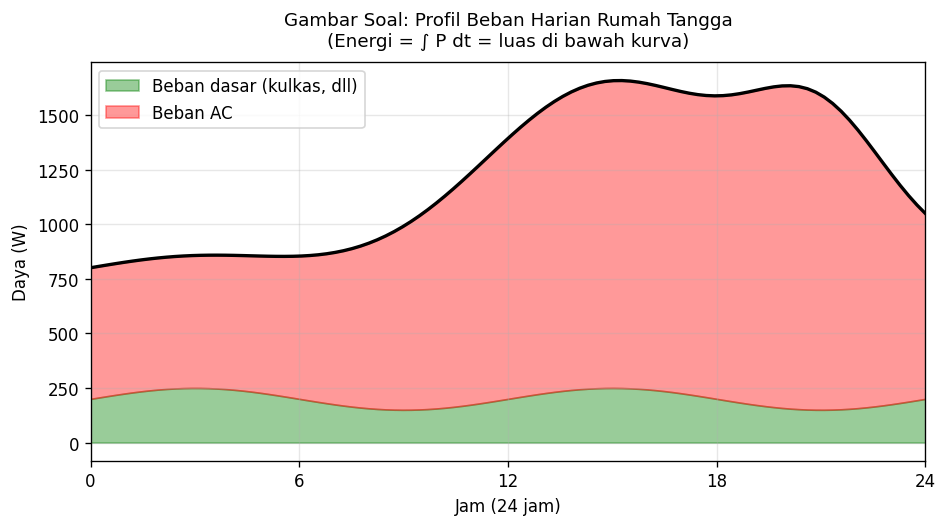 Gambar Soal: Profil Beban Harian Rumah Tangga
(Energi = ∫ P dt = luas di bawah kurva)
Beban dasar (kulkas, dll)
Beban AC
Daya (W)
1500
1250
1000
750
500
250
0
0
6
12
18
24
Jam (24 jam)